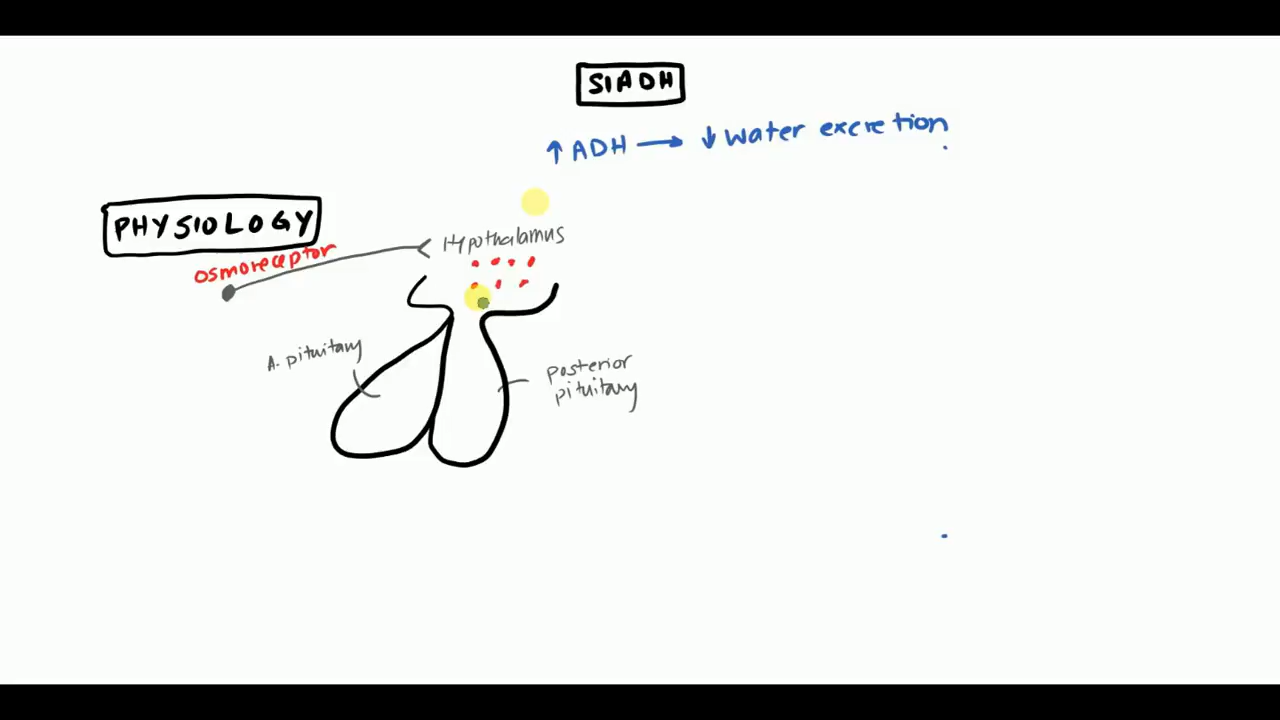 SIADH
↑ ADH → ↓ water excretion
PHYSIOLOGY
osmoreceptor
Hypothalamus
A. pituitary
posterior
pituitary